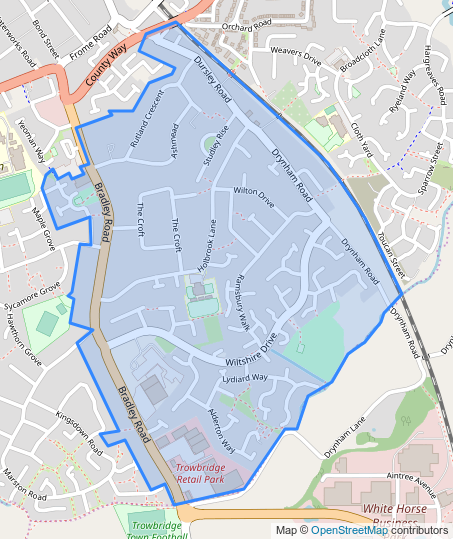 Orchard Road
Bond Street
Frome Road
County Way
Weavers Drive
Broadcloth Lane
Hargreaves Road
Ryeland Way
Dursley Road
Rutland Crescent
Ashmead
Studley Rise
Cloth Yard
Sparrow Street
Yeoman Way
Drynham Road
Bradley Road
Wilton Drive
Maple Grove
The Croft
The Croft
Holbrook Lane
Toucan Street
Drynham Road
Sycamore Grove
Ramsbury Walk
Hawthorn Grove
Drynham Road
Wiltshire Drive
Lydiard Way
Bradley Road
Alderton Way
Kingsdown Road
Drynham Lane
Marston Road
Trowbridge
Retail Park
Aintree Avenue
White Horse
Business
Trowbridge
Town Football
Map © OpenStreetMap contributors